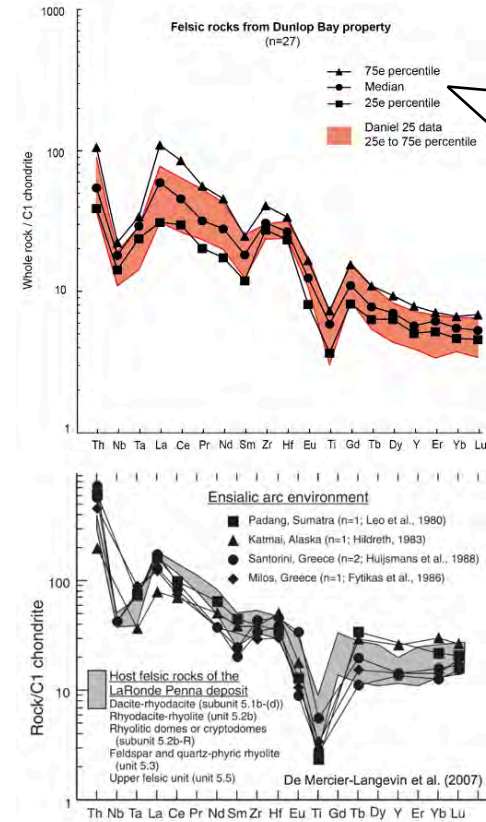 1000
Felsic rocks from Dunlop Bay property
(n=27)
75e percentile
Median
25e percentile
Daniel 25 data
25e to 75e percentile
100
Whole rock / C1 chondrite
10
1
Th Nb Ta La Ce Pr Nd Sm Zr Hf Eu Ti Gd Tb Dy Y Er Yb Lu
Ensialic arc environment
Padang, Sumatra (n=1; Leo et al., 1980)
Katmai, Alaska (n=1; Hildreth, 1983)
Santorini, Greece (n=2; Huijsmans et al., 1988)
Milos, Greece (n=1; Fytikas et al., 1986)
100
Rock/C1 chondrite
10
Host felsic rocks of the
LaRonde Penna deposit
Dacite-rhyodacite (subunit 5.1b-(d))
Rhyodacite-rhyolite (unit 5.2b)
Rhyolitic domes or cryptodomes
(subunit 5.2b-R)
Feldspar and quartz-phyric rhyolite
(unit 5.3)
Upper felsic unit (unit 5.5)
De Mercier-Langevin et al. (2007)
1
Th Nb Ta La Ce Pr Nd Sm Zr Hf Eu Ti Gd Tb Dy Y Er Yb Lu